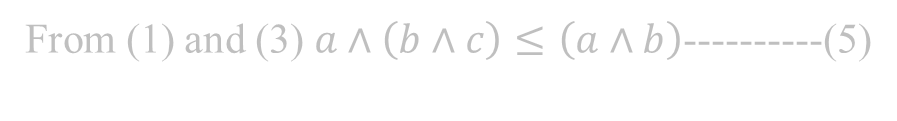 From (1) and (3) 𝑎 ∧ (𝑏 ∧ 𝑐) ≤ (𝑎 ∧ 𝑏)----------(5)